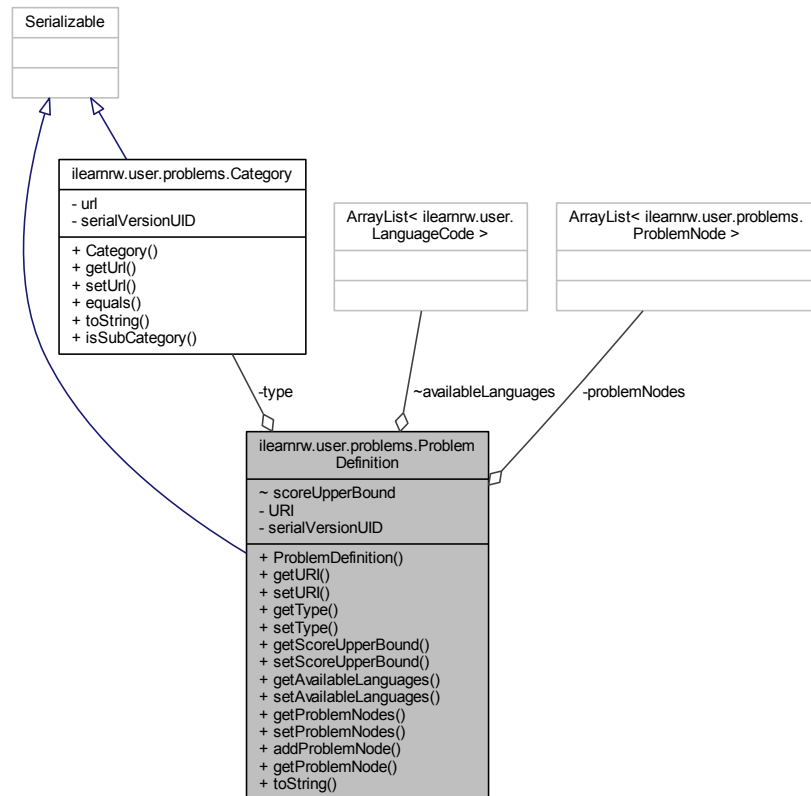 Serializable
ilearnrw.user.problems.Category
- url
- serialVersionUID
+ Category()
+ getUrl()
+ setUrl()
+ equals()
+ toString()
+ isSubCategory()
ArrayList< ilearnrw.user.
LanguageCode >
ArrayList< ilearnrw.user.problems.
ProblemNode >
-type
~availableLanguages
-problemNodes
ilearnrw.user.problems.Problem
Definition
~ scoreUpperBound
- URI
- serialVersionUID
+ ProblemDefinition()
+ getURI()
+ setURI()
+ getType()
+ setType()
+ getScoreUpperBound()
+ setScoreUpperBound()
+ getAvailableLanguages()
+ setAvailableLanguages()
+ getProblemNodes()
+ setProblemNodes()
+ addProblemNode()
+ getProblemNode()
+ toString()